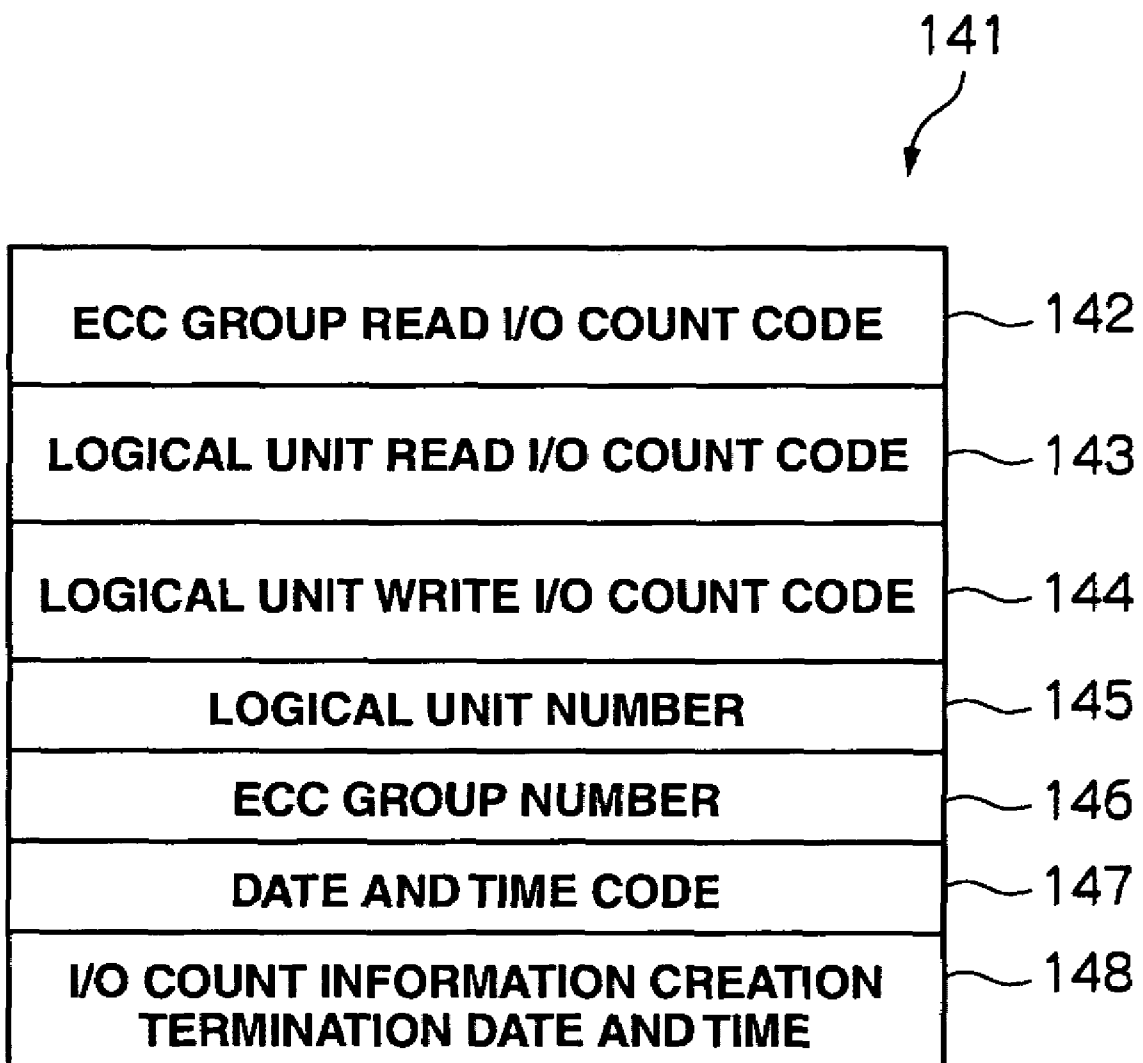 141
ECC GROUP READ I/O COUNT CODE 142
LOGICAL UNIT READ I/O COUNT CODE 143
LOGICAL UNIT WRITE I/O COUNT CODE 144
LOGICAL UNIT NUMBER 145
ECC GROUP NUMBER 146
DATE AND TIME CODE 147
I/O COUNT INFORMATION CREATION 148
TERMINATION DATE AND TIME